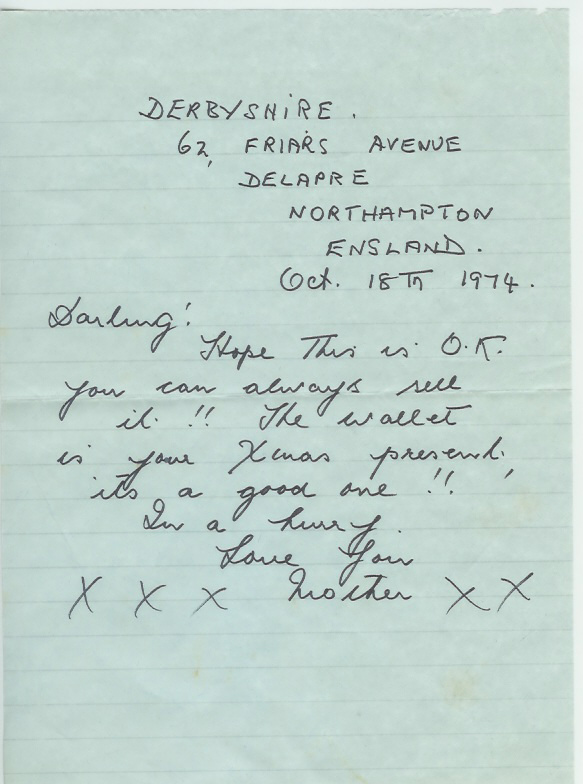 DERBYSHIRE.
62, FRIARS AVENUE
DELAPRE
NORTHAMPTON
ENGLAND.
Oct. 18TH 1974.
Darling!
Hope This is O.K.
you can always sell
it. !! The wallet
is your Xmas present.
its a good one !!
In a hurry.
Love You
X X X Mother X X